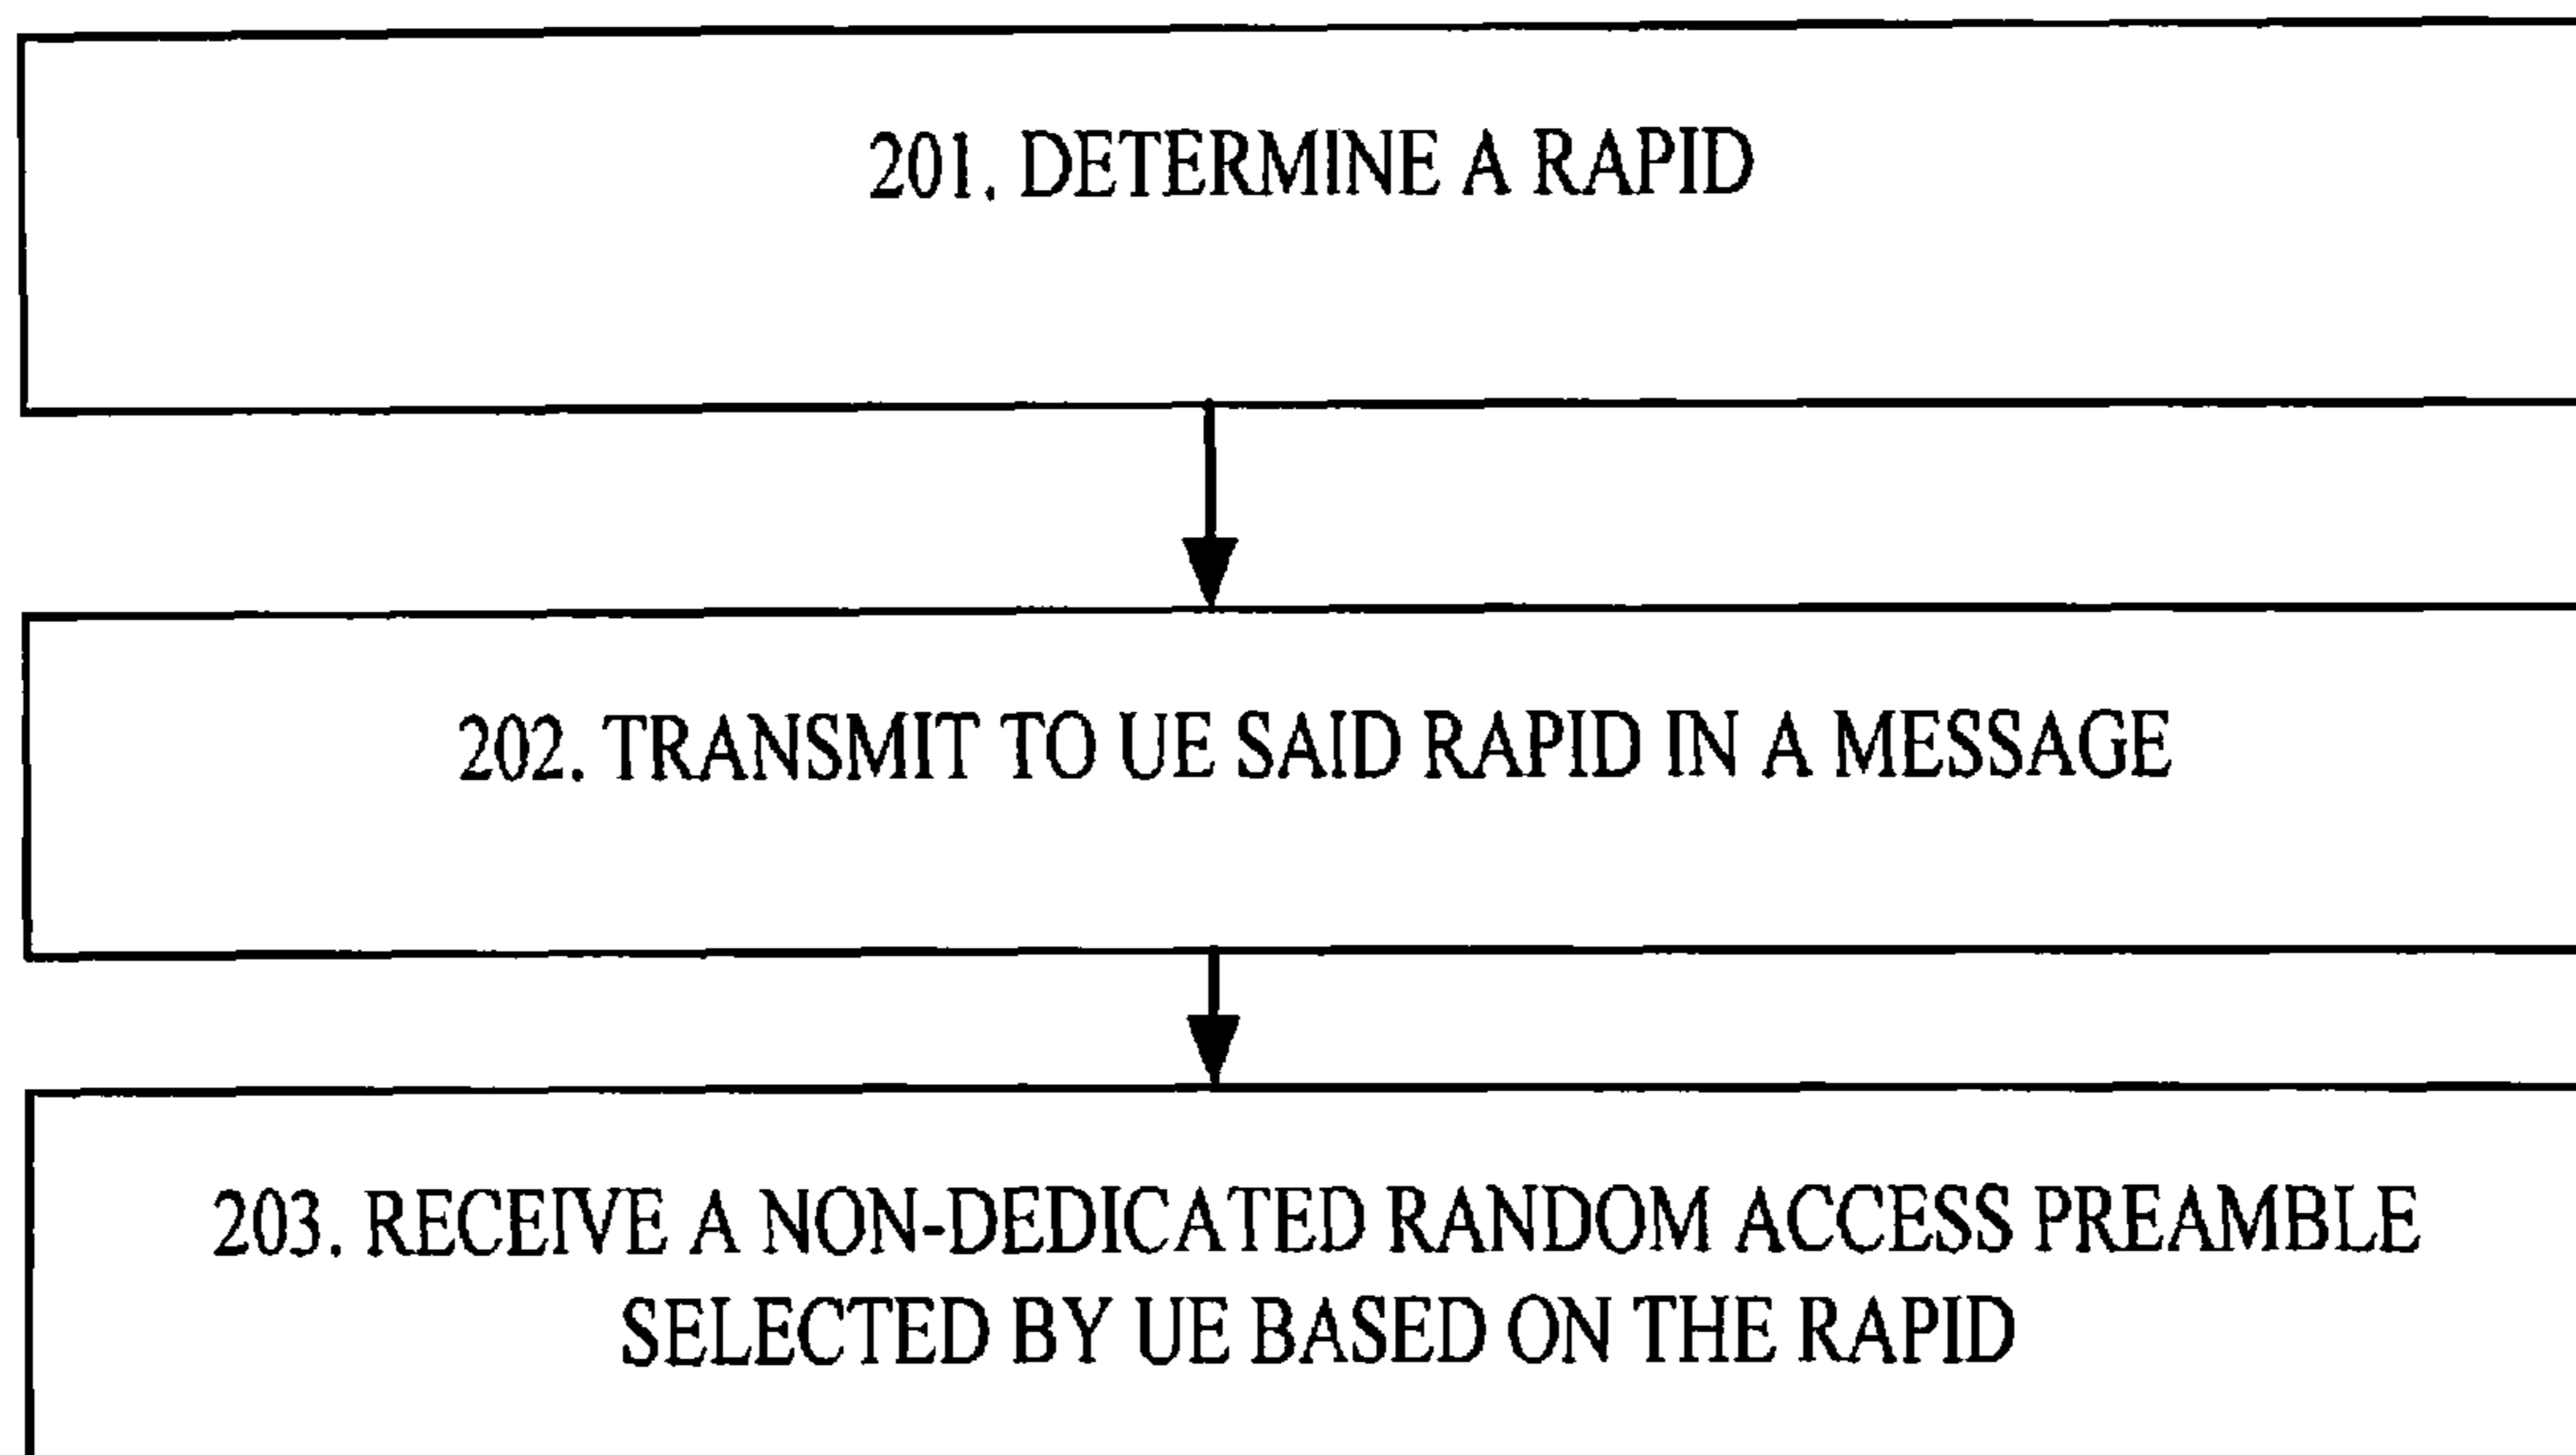 201. DETERMINE A RAPID
202. TRANSMIT TO UE SAID RAPID IN A MESSAGE
203. RECEIVE A NON-DEDICATED RANDOM ACCESS PREAMBLE
SELECTED BY UE BASED ON THE RAPID